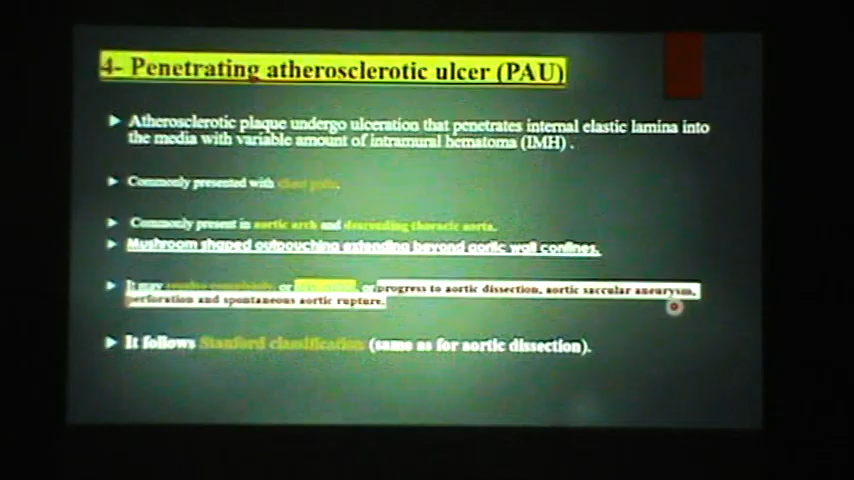 4- Penetrating atherosclerotic ulcer (PAU)
➤ Atherosclerotic plaque undergo ulceration that penetrates internal elastic lamina into
the media with variable amount of intramural hematoma (IMH) .
➤ Commonly presented with chest pain.
➤ Commonly present in aortic arch and descending thoracic aorta.
➤ Mushroom shaped outpouching extending beyond aortic wall confines.
➤ It may resolve completely, or or progress to aortic dissection, aortic saccular aneurysm,
perforation and spontaneous aortic rupture.
➤ It follows Stanford classification (same as for aortic dissection).